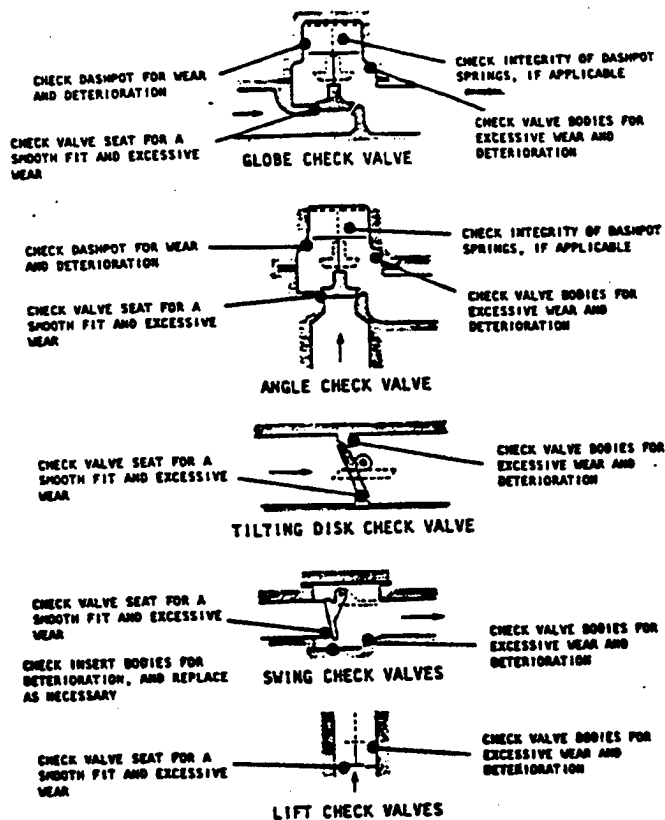 CHECK DASHPOT FOR WEAR
AND DETERIORATION
CHECK INTEGRITY OF DASHPOT
SPRINGS, IF APPLICABLE
CHECK VALVE SEAT FOR A
SMOOTH FIT AND EXCESSIVE
WEAR
CHECK VALVE BODIES FOR
EXCESSIVE WEAR AND
DETERIORATION
GLOBE CHECK VALVE
CHECK DASHPOT FOR WEAR
AND DETERIORATION
CHECK INTEGRITY OF DASHPOT
SPRINGS, IF APPLICABLE
CHECK VALVE SEAT FOR A
SMOOTH FIT AND EXCESSIVE
WEAR
CHECK VALVE BODIES FOR
EXCESSIVE WEAR AND
DETERIORATION
ANGLE CHECK VALVE
CHECK VALVE SEAT FOR A
SMOOTH FIT AND EXCESSIVE
WEAR
CHECK VALVE BODIES FOR
EXCESSIVE WEAR AND
DETERIORATION
TILTING DISK CHECK VALVE
CHECK VALVE SEAT FOR A
SMOOTH FIT AND EXCESSIVE
WEAR
CHECK INSERT BODIES FOR
DETERIORATION, AND REPLACE
AS NECESSARY
CHECK VALVE BODIES FOR
EXCESSIVE WEAR AND
DETERIORATION
SWING CHECK VALVES
CHECK VALVE SEAT FOR A
SMOOTH FIT AND EXCESSIVE
WEAR
CHECK VALVE BODIES FOR
EXCESSIVE WEAR AND
DETERIORATION
LIFT CHECK VALVES